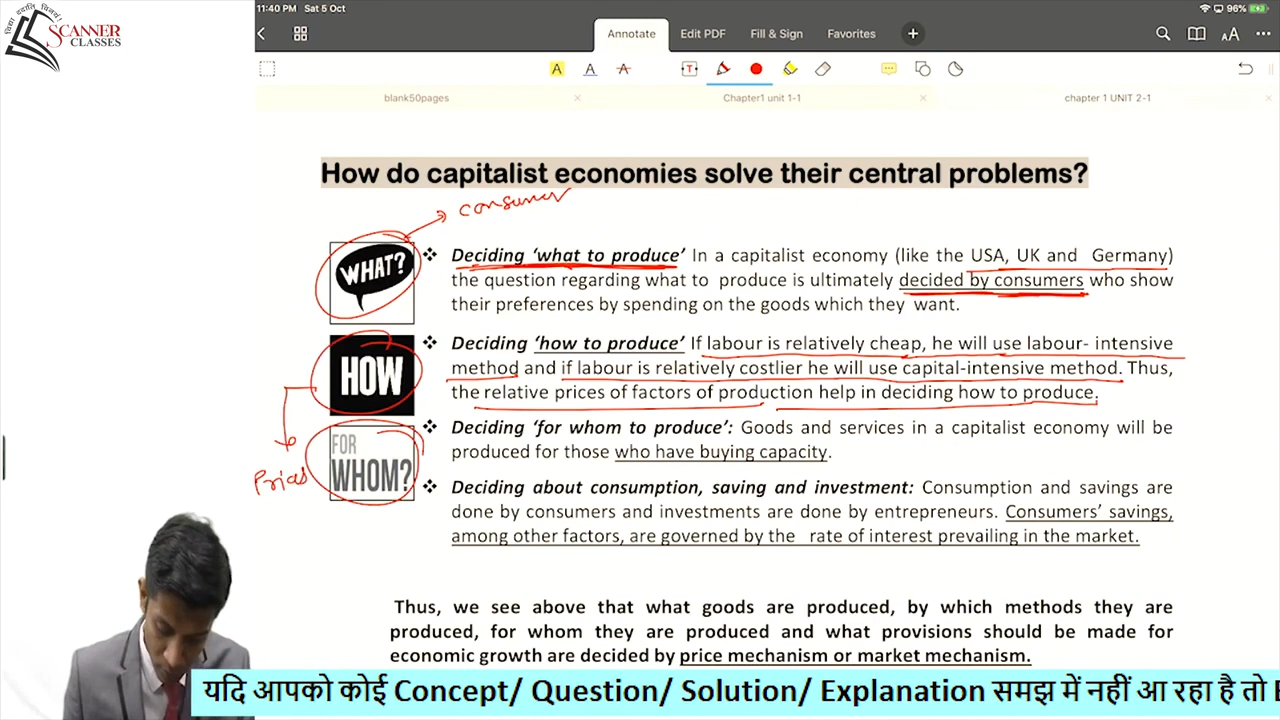 विद्या ददाति विनयं।
SCANNER
CLASSES
11:40 PM Sat 5 Oct
96%
Annotate Edit PDF Fill & Sign Favorites
blank50pages Chapter1 unit 1-1 chapter 1 UNIT 2-1
How do capitalist economies solve their central problems?
consumer
WHAT?
❖ Deciding ‘what to produce’ In a capitalist economy (like the USA, UK and Germany)
the question regarding what to produce is ultimately decided by consumers who show
their preferences by spending on the goods which they want.
HOW
❖ Deciding ‘how to produce’ If labour is relatively cheap, he will use labour- intensive
method and if labour is relatively costlier he will use capital-intensive method. Thus,
the relative prices of factors of production help in deciding how to produce.
FOR
WHOM?
Prices
❖ Deciding ‘for whom to produce’: Goods and services in a capitalist economy will be
produced for those who have buying capacity.
❖ Deciding about consumption, saving and investment: Consumption and savings are
done by consumers and investments are done by entrepreneurs. Consumers’ savings,
among other factors, are governed by the rate of interest prevailing in the market.
Thus, we see above that what goods are produced, by which methods they are
produced, for whom they are produced and what provisions should be made for
economic growth are decided by price mechanism or market mechanism.
यदि आपको कोई Concept/ Question/ Solution/ Explanation समझ में नहीं आ रहा है तो E